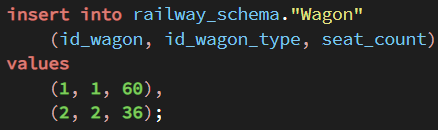 insert into railway_schema."Wagon"
(id_wagon, id_wagon_type, seat_count)
values
(1, 1, 60),
(2, 2, 36);